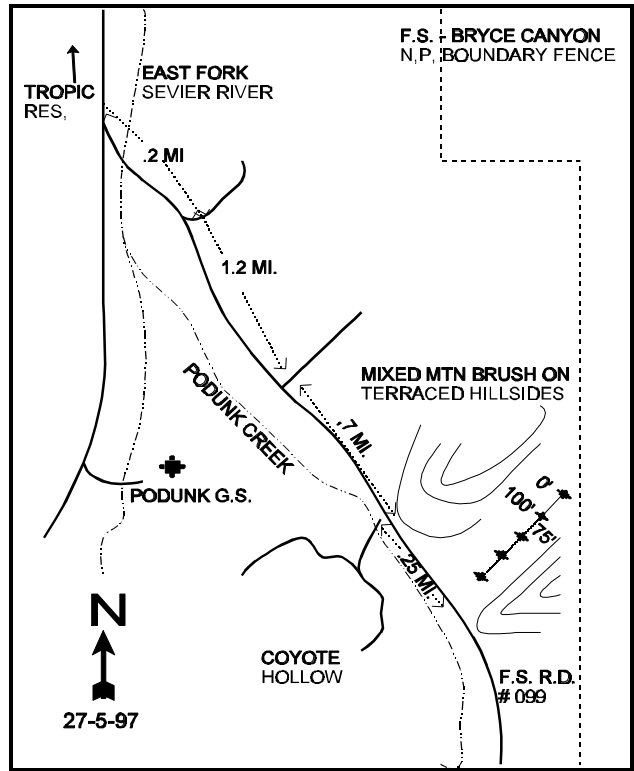 F.S. - BRYCE CANYON
N,P, BOUNDARY FENCE
EAST FORK
SEVIER RIVER
TROPIC
RES,
.2 MI
1.2 MI.
MIXED MTN BRUSH ON
TERRACED HILLSIDES
PODUNK CREEK
.7 MI.
0'
100'
75'
PODUNK G.S.
.25 MI.
N
27-5-97
COYOTE
HOLLOW
F.S. R.D.
# 099